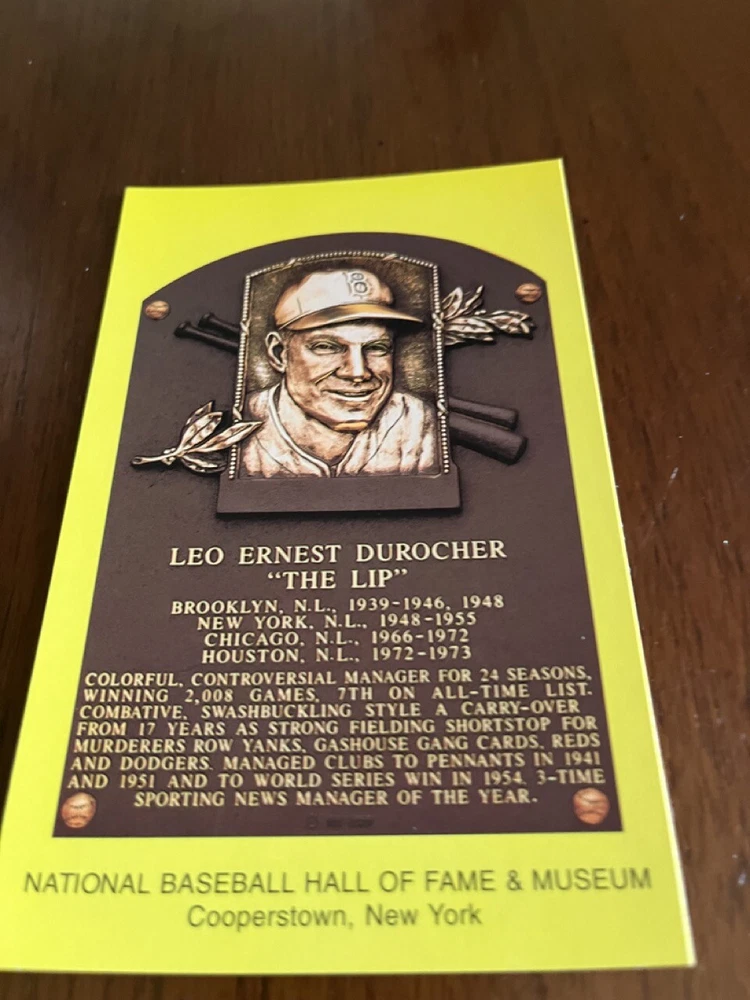 B
LEO ERNEST DUROCHER
“THE LIP”
BROOKLYN, N.L., 1939-1946, 1948
NEW YORK, N.L., 1948-1955
CHICAGO, N.L., 1966-1972
HOUSTON, N.L., 1972-1973
COLORFUL, CONTROVERSIAL MANAGER FOR 24 SEASONS,
WINNING 2,008 GAMES, 7TH ON ALL-TIME LIST.
COMBATIVE, SWASHBUCKLING STYLE A CARRY-OVER
FROM 17 YEARS AS STRONG FIELDING SHORTSTOP FOR
MURDERERS ROW YANKS, GASHOUSE GANG CARDS, REDS
AND DODGERS. MANAGED CLUBS TO PENNANTS IN 1941
AND 1951 AND TO WORLD SERIES WIN IN 1954. 3-TIME
SPORTING NEWS MANAGER OF THE YEAR.
NATIONAL BASEBALL HALL OF FAME & MUSEUM
Cooperstown, New York